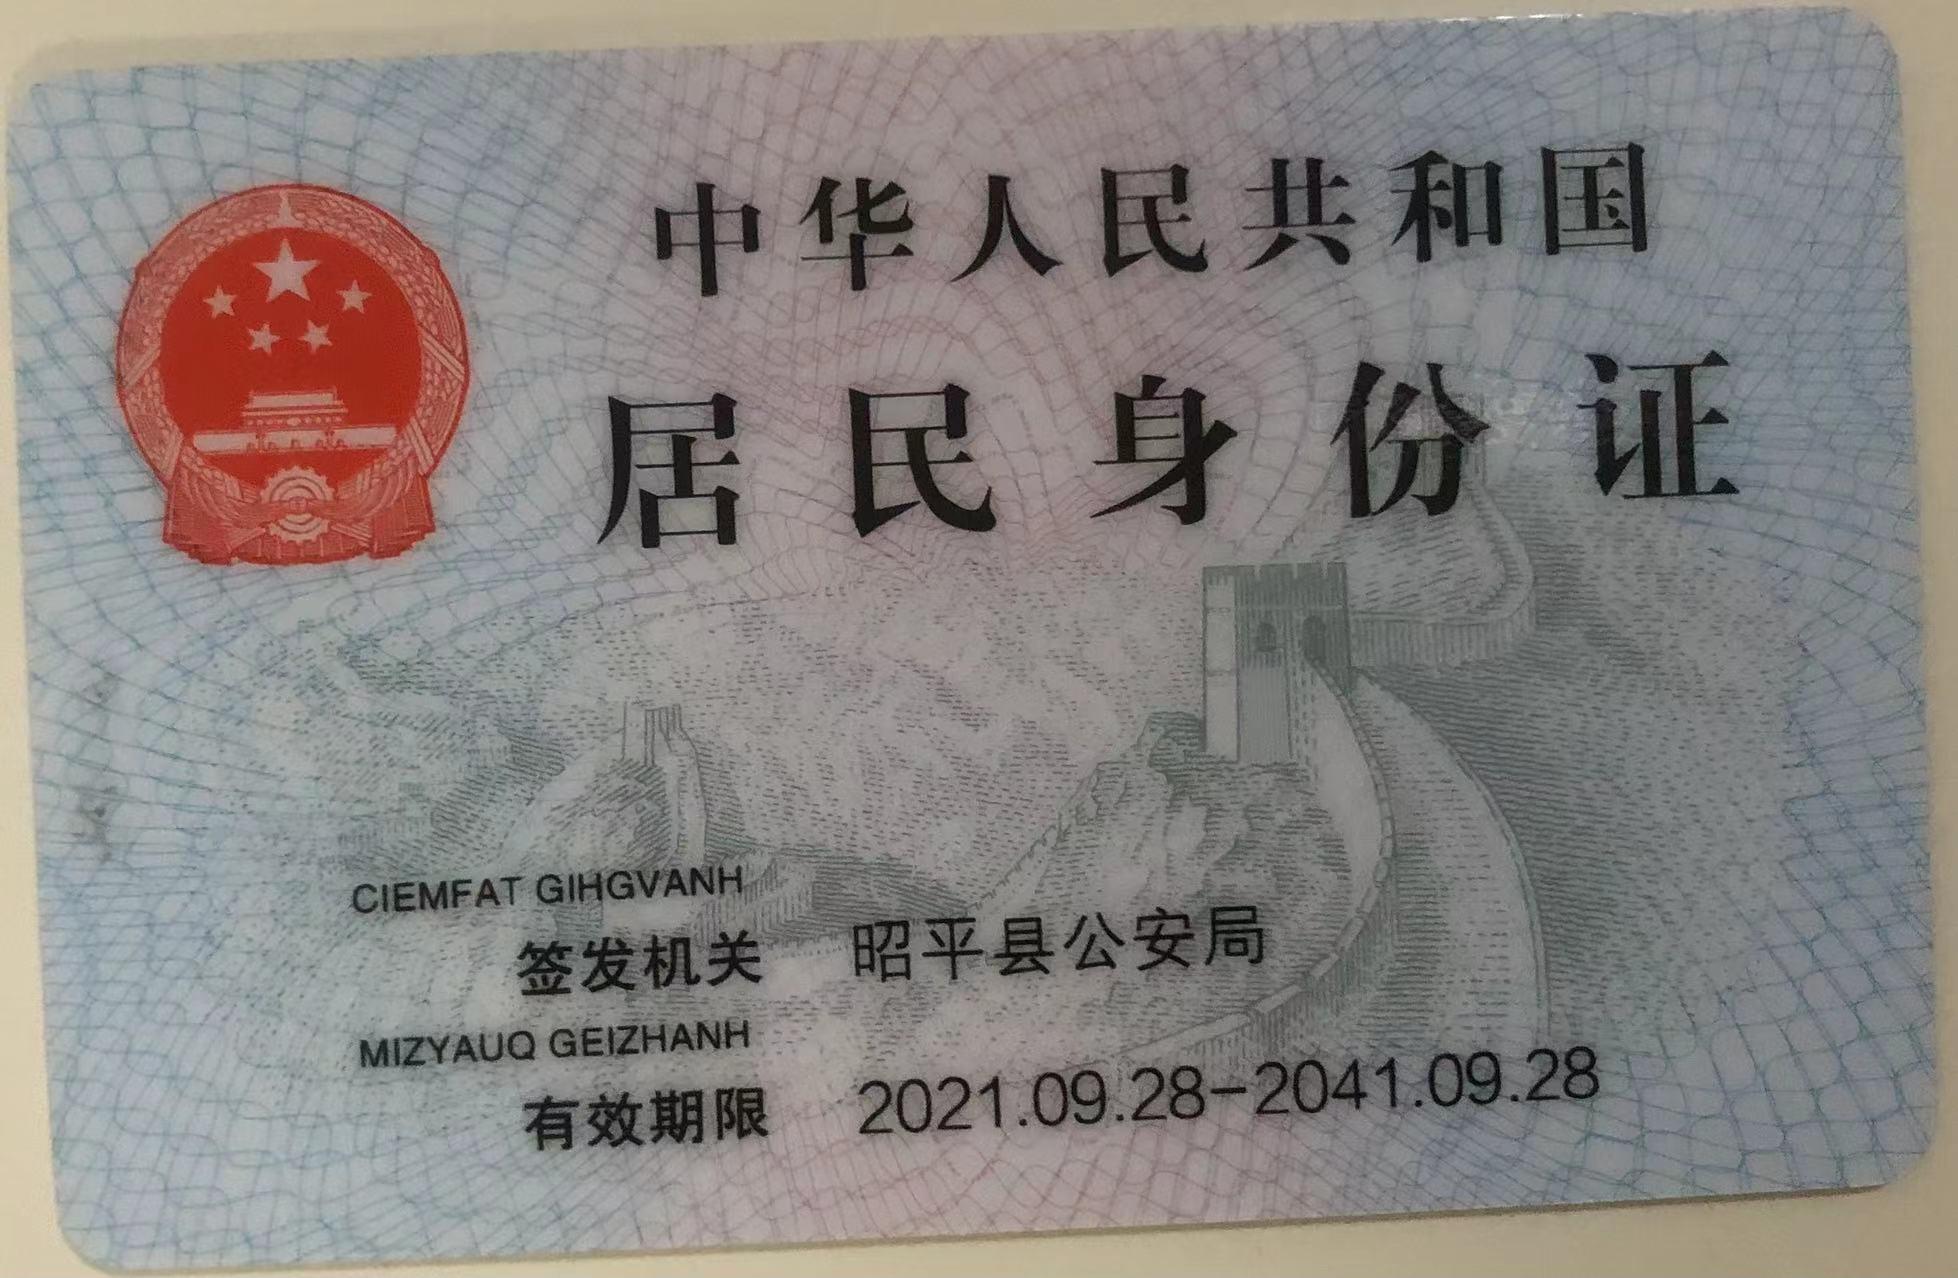 中华人民共和国
居民身份证
CIEMFAT GIHGVANH
签发机关 昭平县公安局
MIZYAUQ GEIZHANH
有效期限 2021.09.28-2041.09.28